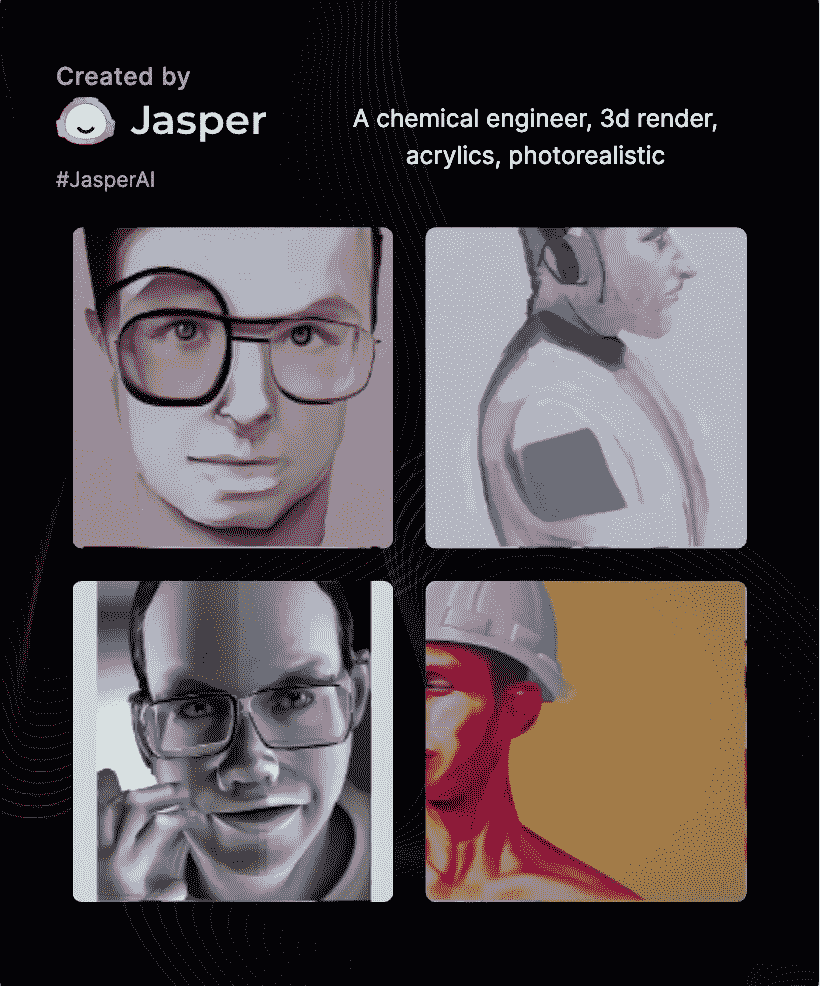 Created by
Jasper
#JasperAI
A chemical engineer, 3d render,
acrylics, photorealistic